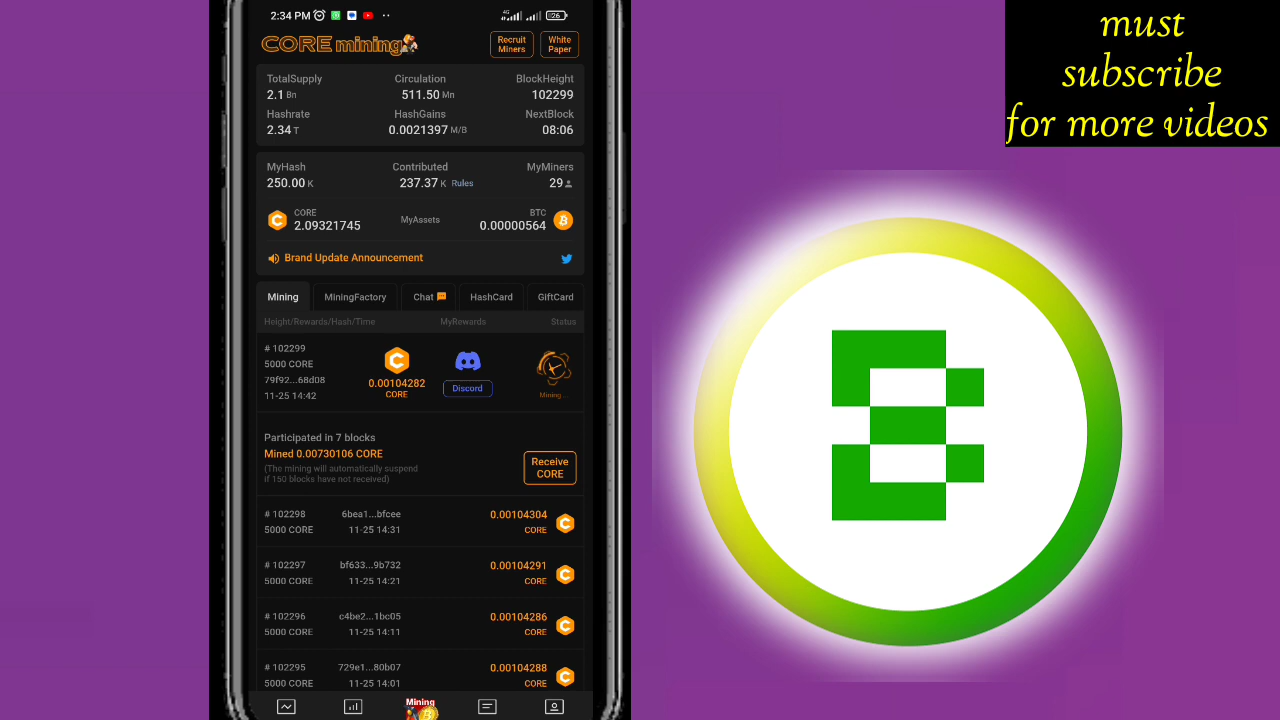 2:34 PM
4G
26
CORE mining
Recruit Miners
White Paper
TotalSupply Circulation BlockHeight
2.1 Bn 511.50 Mn 102299
Hashrate HashGains NextBlock
2.34 T 0.0021397 M/B 08:06
MyHash Contributed MyMiners
250.00 K 237.37 K Rules 29
CORE
2.09321745
MyAssets
BTC
0.00000564
Brand Update Announcement
Mining MiningFactory Chat HashCard GiftCard
Height/Rewards/Hash/Time MyRewards Status
# 102299
5000 CORE
79f92...68d08
11-25 14:42
0.00104282
CORE
Discord
Mining...
Participated in 7 blocks
Mined 0.00730106 CORE
(The mining will automatically suspend
if 150 blocks have not received)
Receive
CORE
# 102298 6bea1...bfcee 0.00104304
5000 CORE 11-25 14:31 CORE
# 102297 bf633...9b732 0.00104291
5000 CORE 11-25 14:21 CORE
# 102296 c4be2...1bc05 0.00104286
5000 CORE 11-25 14:11 CORE
# 102295 729e1...80b07 0.00104288
5000 CORE 11-25 14:01 CORE
Mining
must
subscribe
for more videos